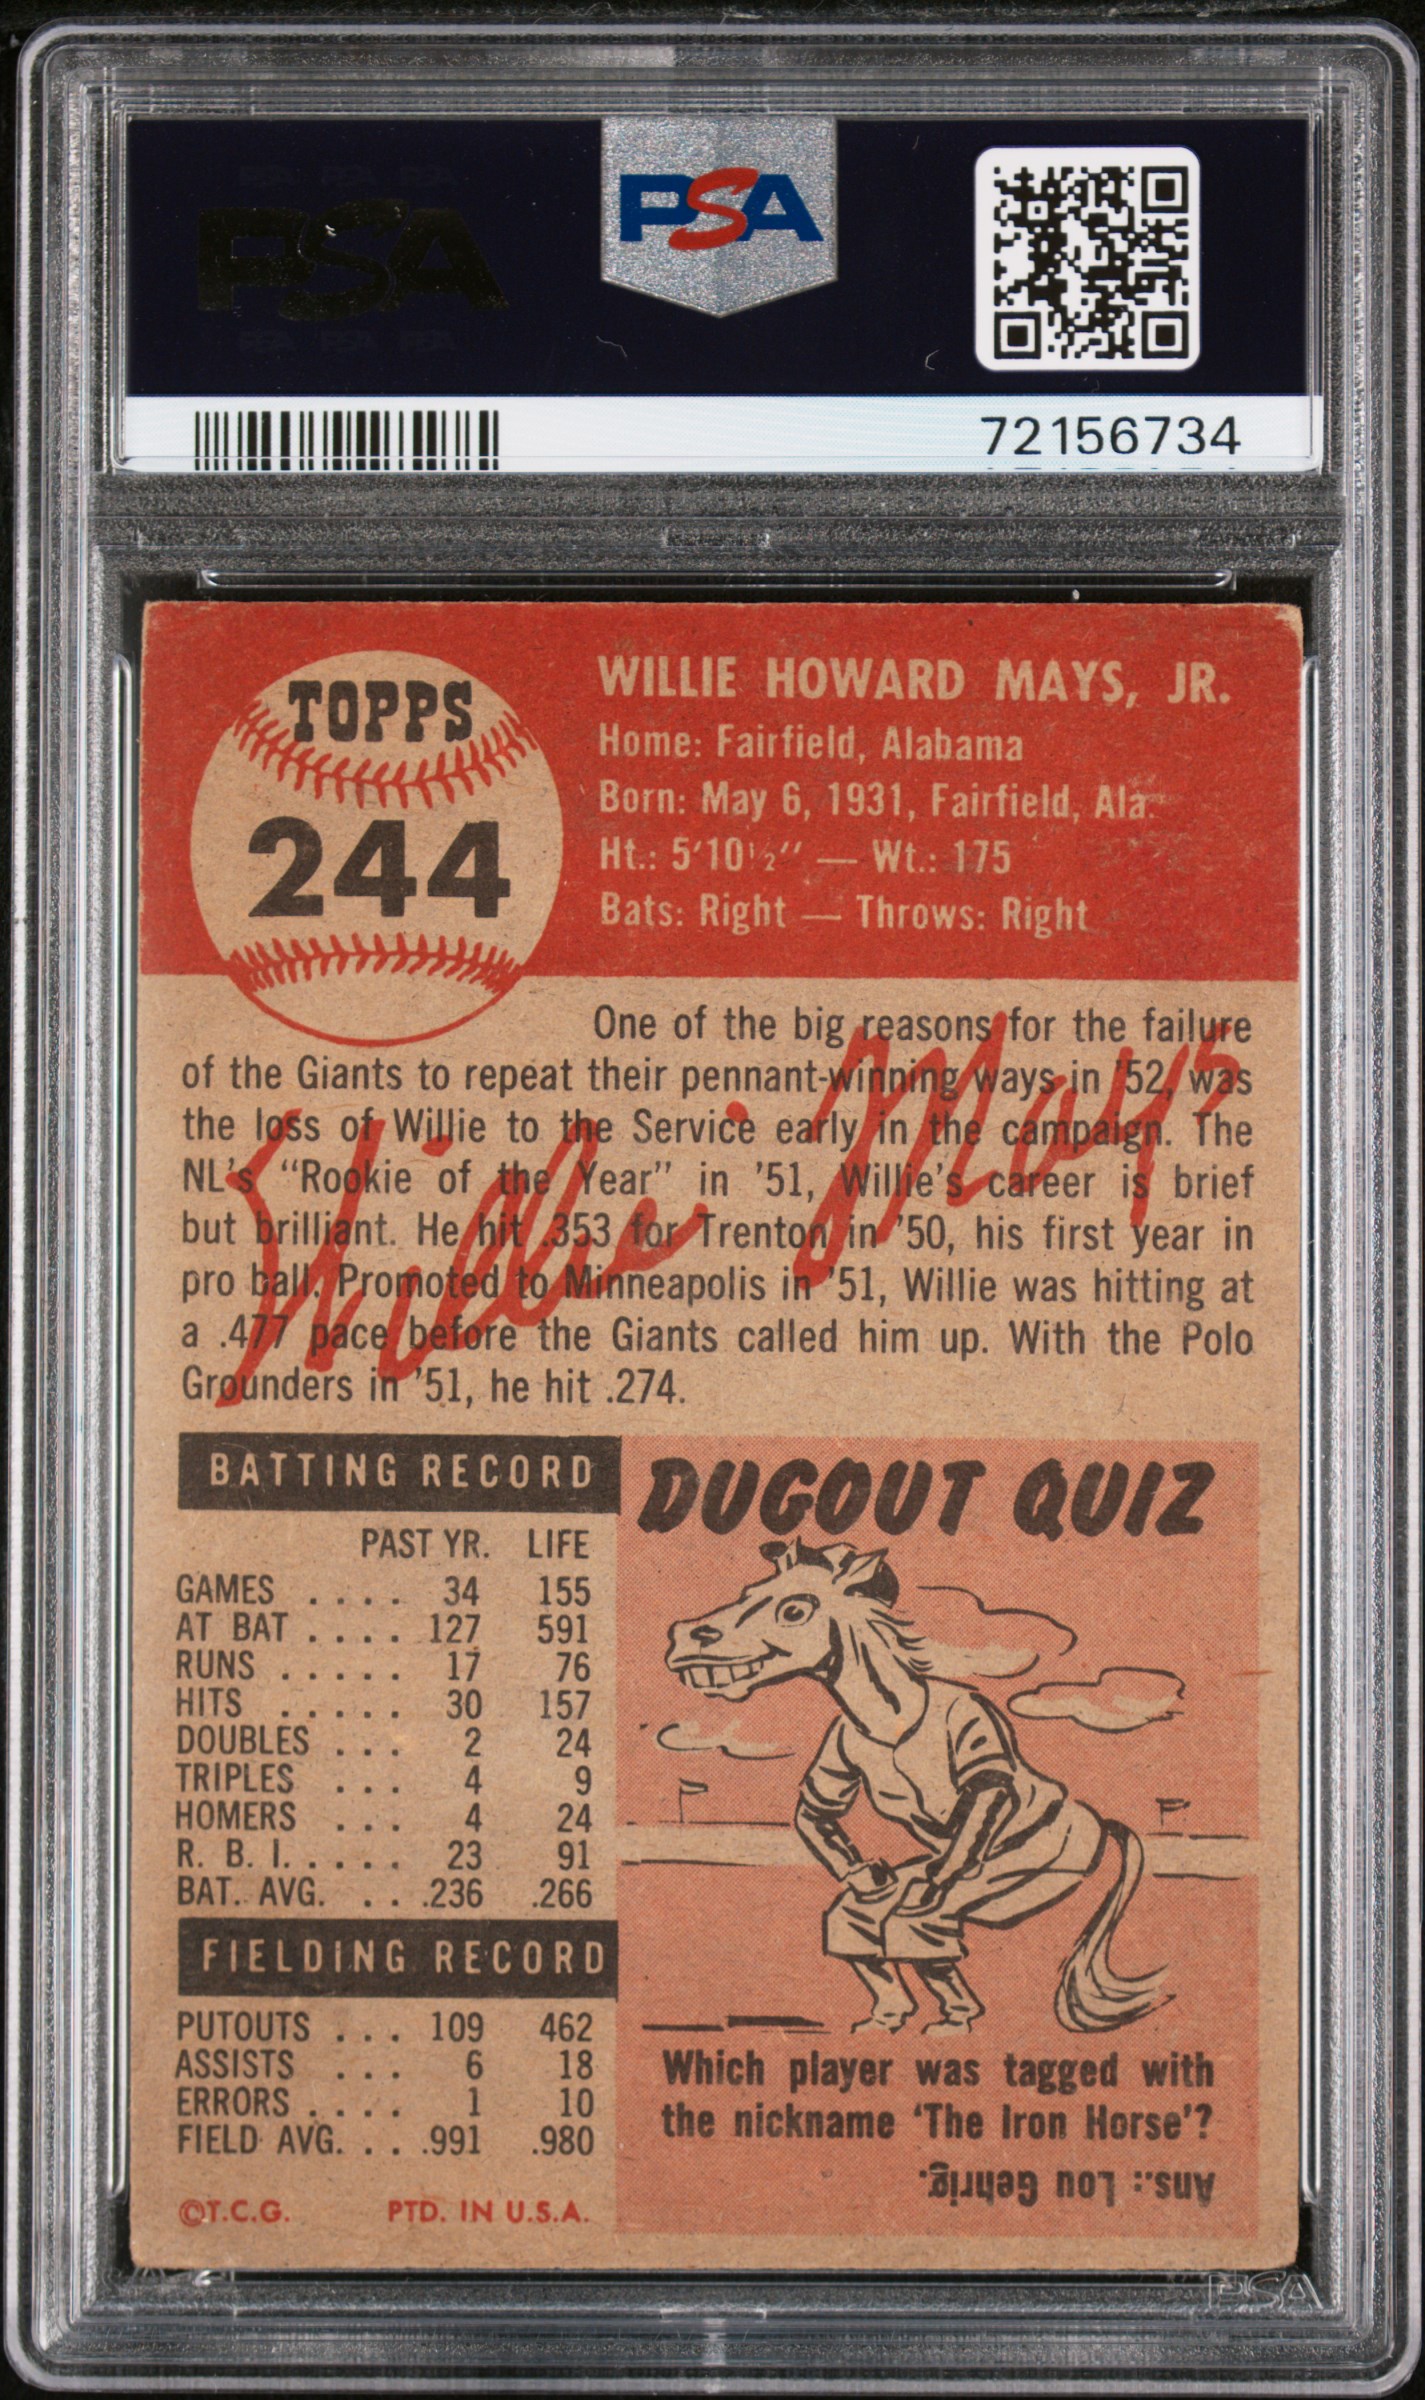 PSA
PSA
72156734
TOPPS
244
WILLIE HOWARD MAYS, JR.
Home: Fairfield, Alabama
Born: May 6, 1931, Fairfield, Ala.
Ht.: 5'10½" — Wt.: 175
Bats: Right — Throws: Right
One of the big reasons for the failure
of the Giants to repeat their pennant-winning ways in '52, was
the loss of Willie to the Service early in the campaign. The
NL's "Rookie of the Year" in '51, Willie's career is brief
but brilliant. He hit .353 for Trenton in '50, his first year in
pro ball. Promoted to Minneapolis in '51, Willie was hitting at
a .477 pace before the Giants called him up. With the Polo
Grounders in '51, he hit .274.
Willie Mays
BATTING RECORD
PAST YR. LIFE
GAMES .... 34 155
AT BAT .... 127 591
RUNS ..... 17 76
HITS ..... 30 157
DOUBLES ... 2 24
TRIPLES ... 4 9
HOMERS ... 4 24
R. B. I. .... 23 91
BAT. AVG. ... .236 .266
FIELDING RECORD
PUTOUTS ... 109 462
ASSISTS ... 6 18
ERRORS .... 1 10
FIELD AVG. ... .991 .980
©T.C.G. PTD. IN U.S.A.
DUGOUT QUIZ
Which player was tagged with
the nickname 'The Iron Horse'?
Ans.: Lou Gehrig.
PSA